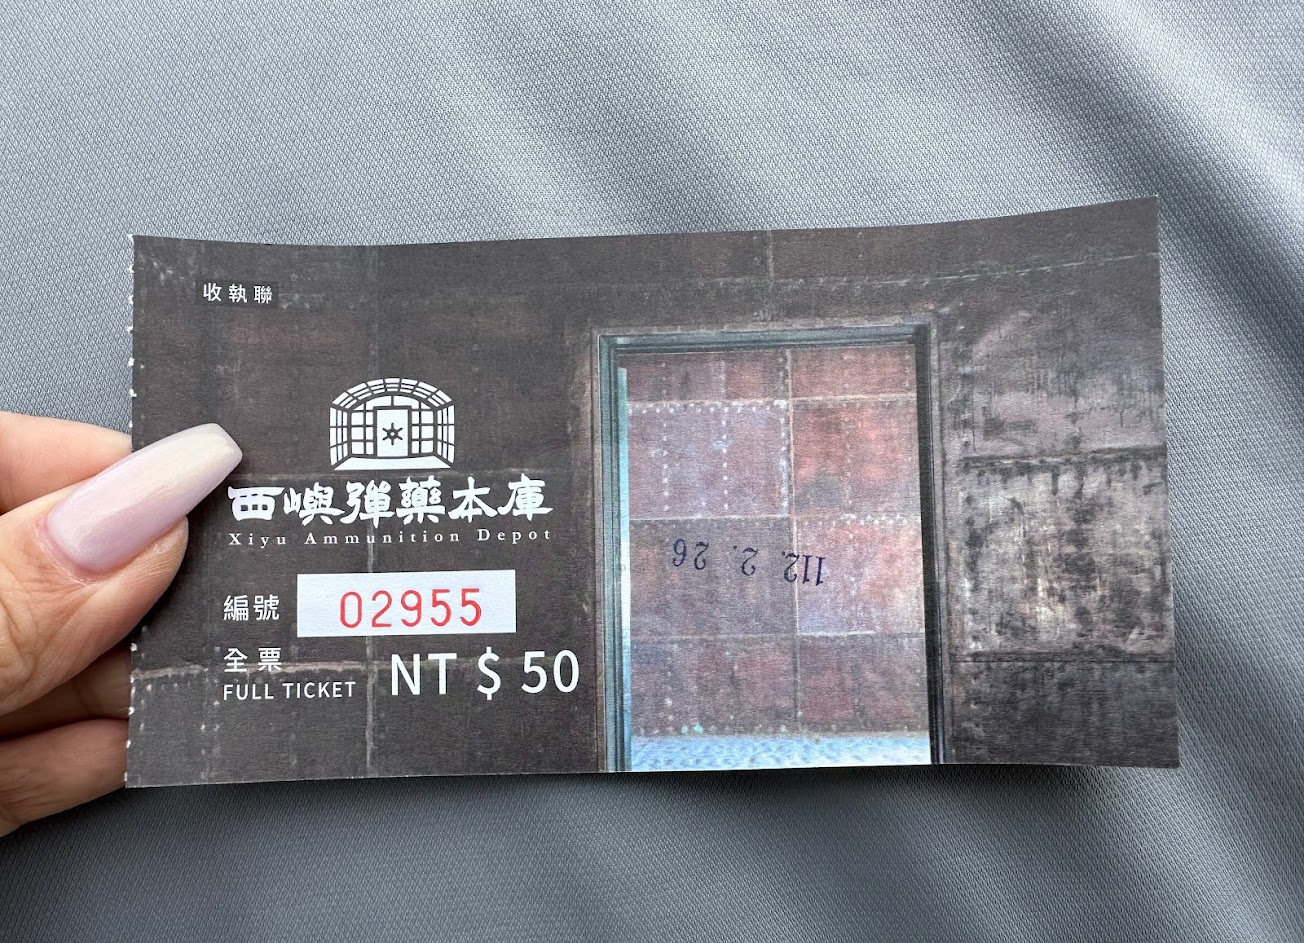 收執聯
西嶼彈藥本庫
Xiyu Ammunition Depot
編號 02955
全票
FULL TICKET
NT $ 50
112. 2. 26